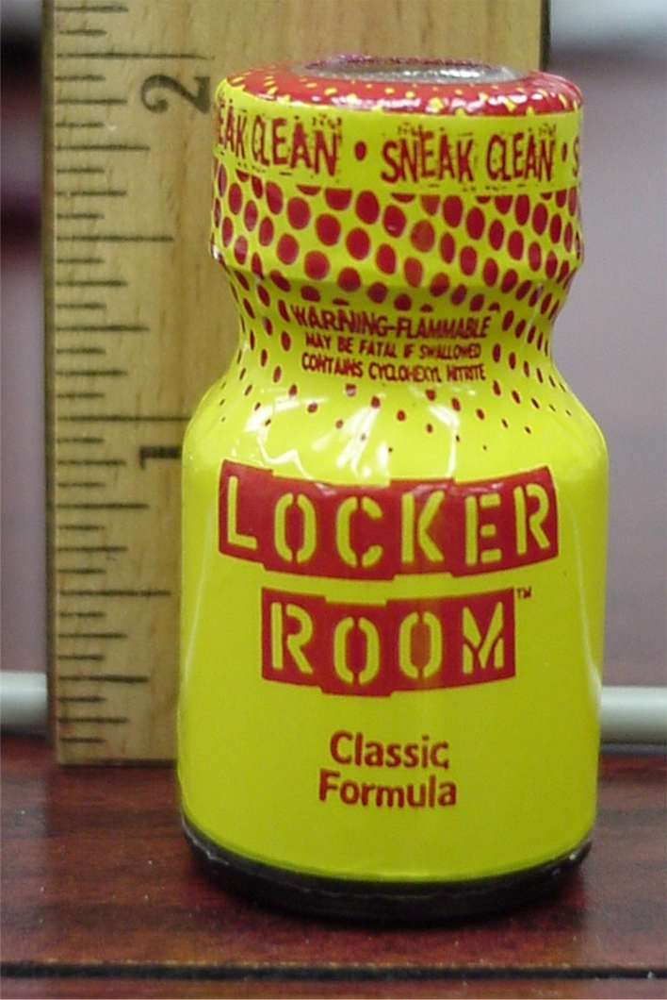 2
EAK CLEAN • SNEAK CLEAN • S
WARNING-FLAMMABLE
MAY BE FATAL IF SWALLOWED
CONTAINS CYCLOHEXYL NITRITE
1
LOCKER
ROOM™
Classic
Formula